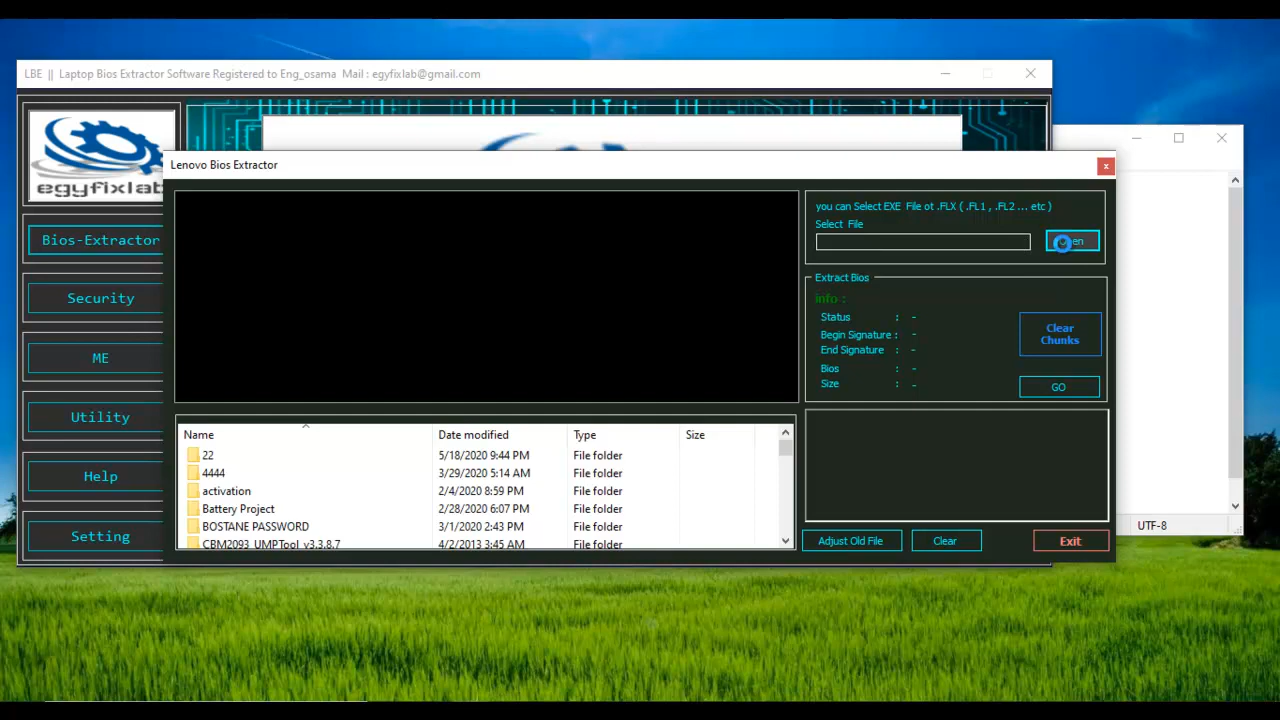 LBE || Laptop Bios Extractor Software Registered to Eng_osama Mail : egyfixlab@gmail.com
egyfixlab
Bios-Extractor
Security
ME
Utility
Help
Setting
Lenovo Bios Extractor
x
you can Select EXE File ot .FLX ( .FL1 , .FL2 ... etc )
Select File
Extract Bios
info :
Status : -
Begin Signature : -
End Signature : -
Bios : -
Size : -
Clear
Chunks
GO
Name Date modified Type Size
22 5/18/2020 9:44 PM File folder
4444 3/29/2020 5:14 AM File folder
activation 2/4/2020 8:59 PM File folder
Battery Project 2/28/2020 6:07 PM File folder
BOSTANE PASSWORD 3/1/2020 2:43 PM File folder
CBM2093_UMPTool_v3.3.8.7 4/2/2013 3:45 AM File folder
Adjust Old File
Clear
Exit
UTF-8